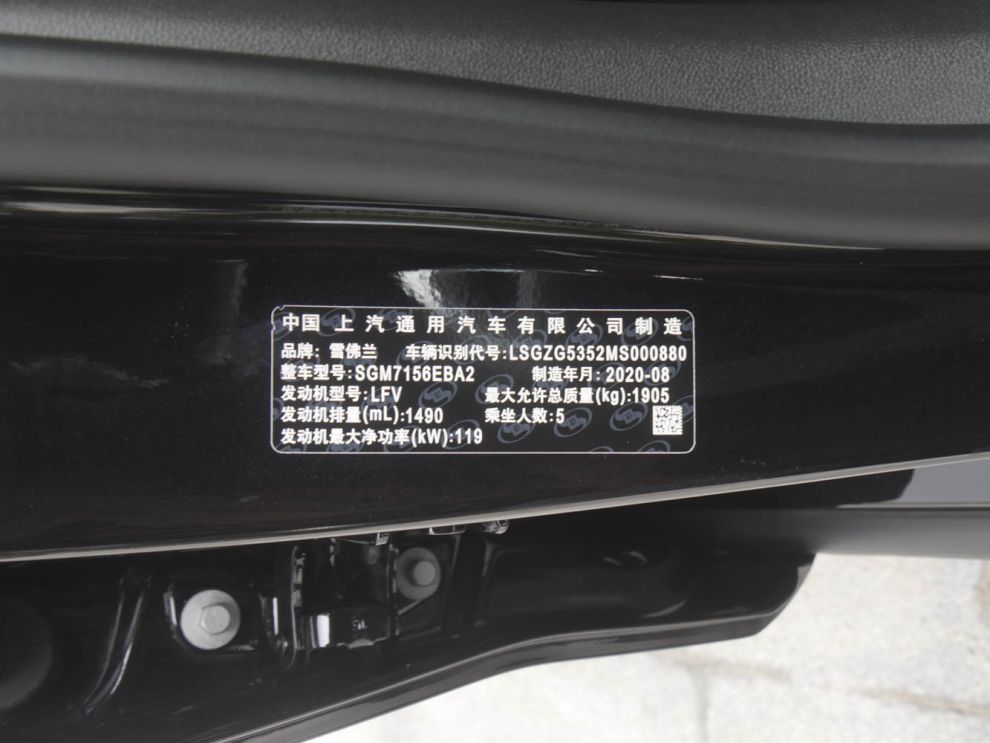 中国上汽通用汽车有限公司制造
品牌：雪佛兰 车辆识别代号:LSGZG5352MS000880
整车型号:SGM7156EBA2 制造年月:2020-08
发动机型号:LFV 最大允许总质量(kg):1905
发动机排量(mL):1490 乘坐人数:5
发动机最大净功率(kW):119